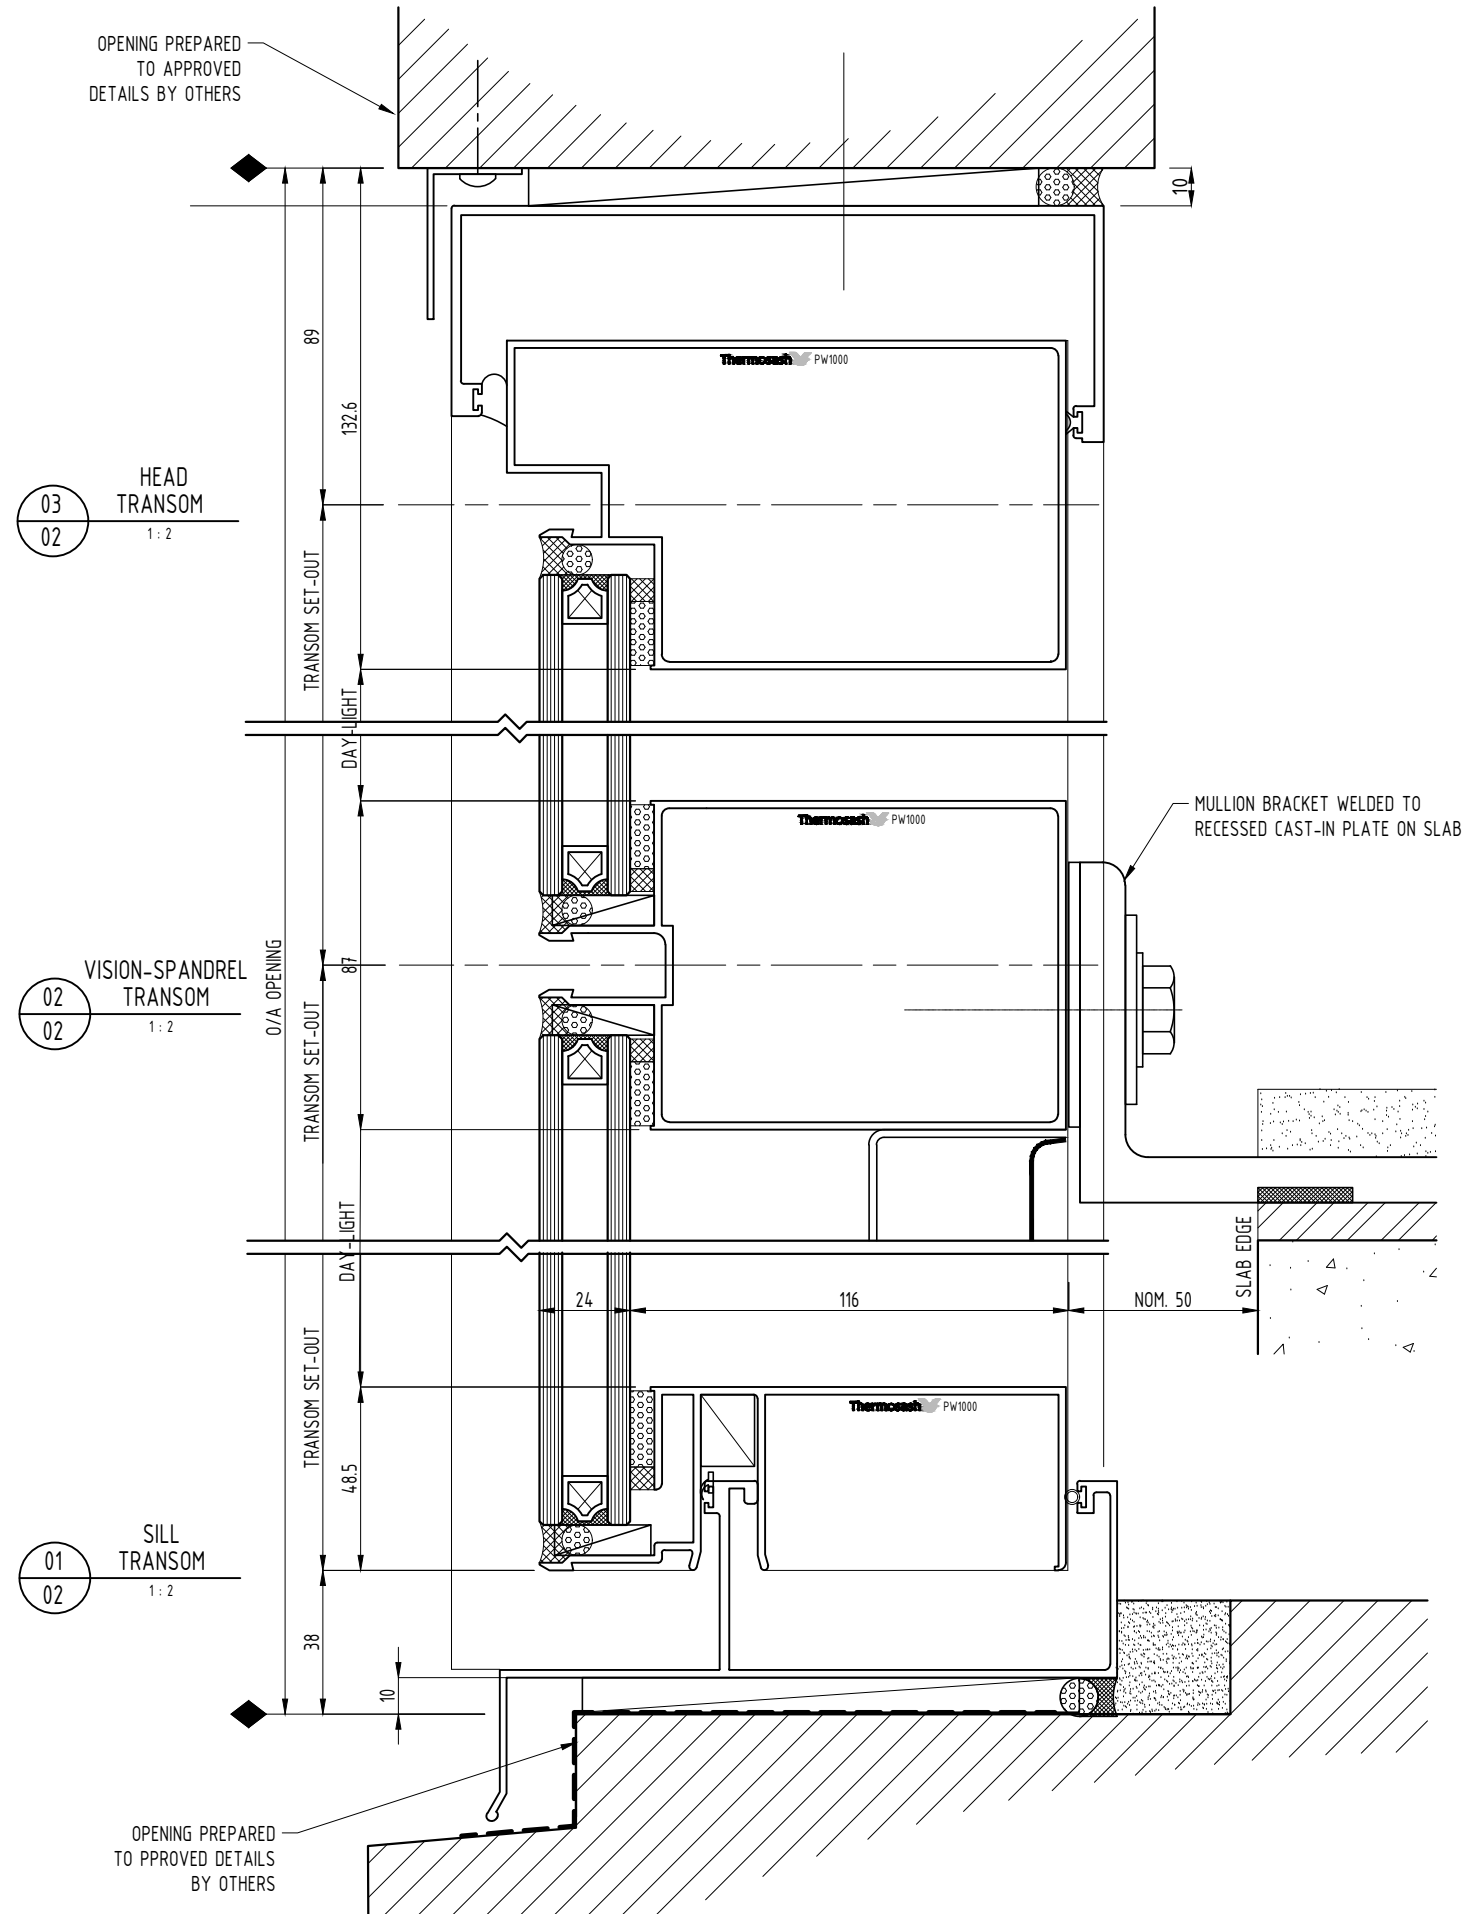 OPENING PREPARED
TO APPROVED
DETAILS BY OTHERS
10
89
132.6
Thermosash PW1000
03
02
HEAD
TRANSOM
1 : 2
TRANSOM SET-OUT
DAY-LIGHT
Thermosash PW1000
MULLION BRACKET WELDED TO
RECESSED CAST-IN PLATE ON SLAB
87
O/A OPENING
02
02
VISION-SPANDREL
TRANSOM
1 : 2
TRANSOM SET-OUT
DAY-LIGHT
SLAB EDGE
24
116
NOM. 50
TRANSOM SET-OUT
Thermosash PW1000
48.5
01
02
SILL
TRANSOM
1 : 2
38
10
OPENING PREPARED
TO PPROVED DETAILS
BY OTHERS